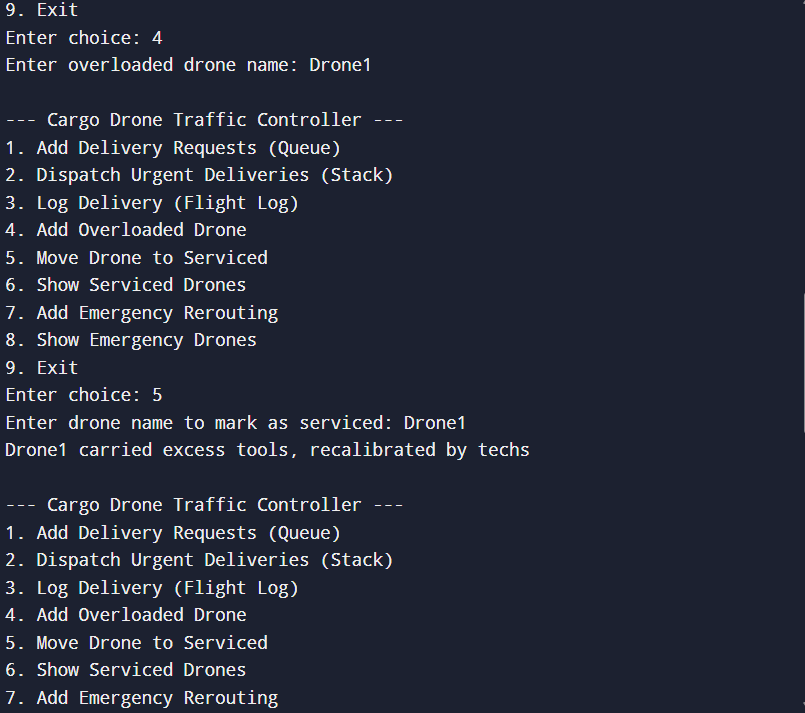 9. Exit
Enter choice: 4
Enter overloaded drone name: Drone1
--- Cargo Drone Traffic Controller ---
1. Add Delivery Requests (Queue)
2. Dispatch Urgent Deliveries (Stack)
3. Log Delivery (Flight Log)
4. Add Overloaded Drone
5. Move Drone to Serviced
6. Show Serviced Drones
7. Add Emergency Rerouting
8. Show Emergency Drones
9. Exit
Enter choice: 5
Enter drone name to mark as serviced: Drone1
Drone1 carried excess tools, recalibrated by techs
--- Cargo Drone Traffic Controller ---
1. Add Delivery Requests (Queue)
2. Dispatch Urgent Deliveries (Stack)
3. Log Delivery (Flight Log)
4. Add Overloaded Drone
5. Move Drone to Serviced
6. Show Serviced Drones
7. Add Emergency Rerouting